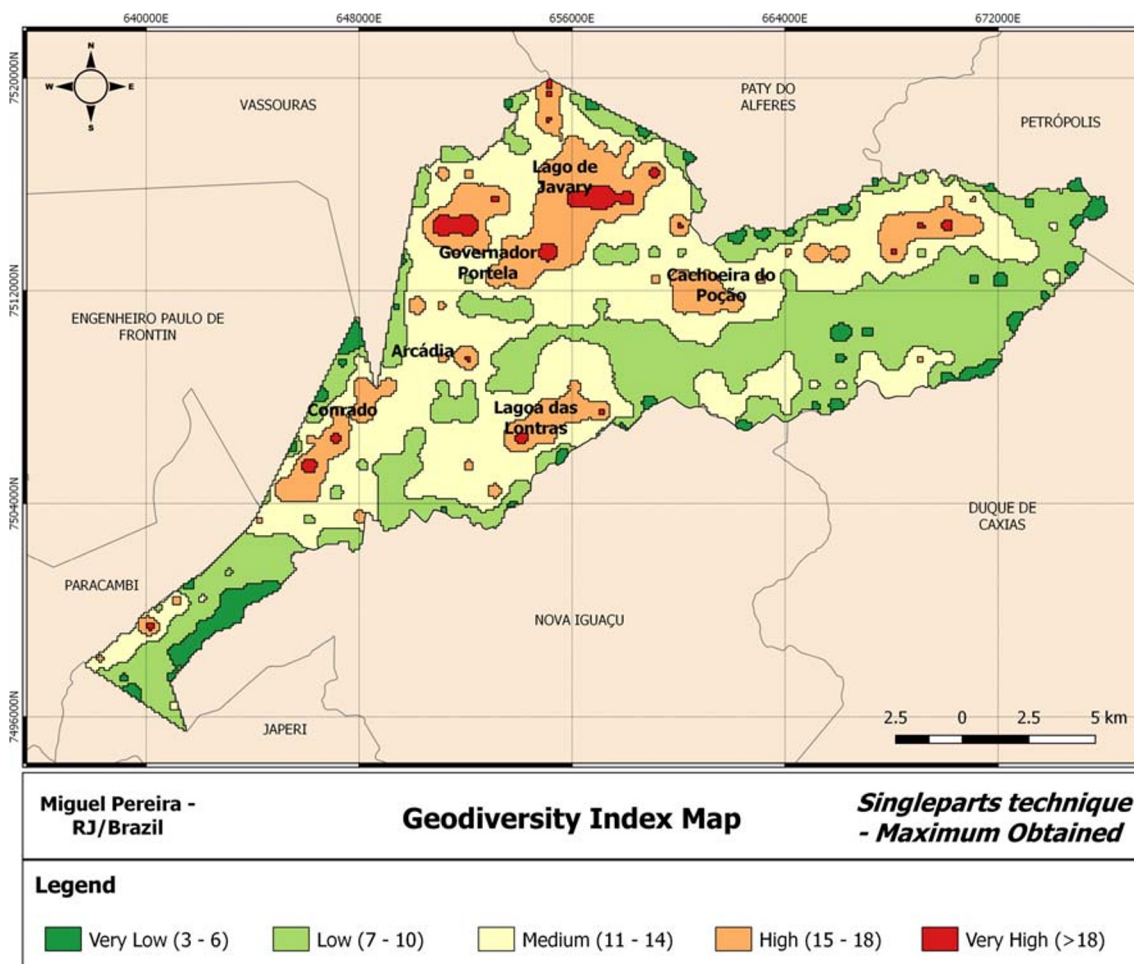 640000E 648000E 656000E 664000E 672000E
7520000N
7512000N
7504000N
7496000N
N
W E
S
VASSOURAS
PATY DO
ALFERES
PETRÓPOLIS
Lago de
Javary
Governador
Portela
Cachoeira do
Poção
ENGENHEIRO PAULO DE
FRONTIN
Arcádia
Conrado
Lagoa das
Lontras
DUQUE DE
CAXIAS
PARACAMBI
NOVA IGUAÇU
JAPERI
2.5 0 2.5 5 km
Miguel Pereira -
RJ/Brazil
Geodiversity Index Map
Singleparts technique
- Maximum Obtained
Legend
Very Low (3 - 6) Low (7 - 10) Medium (11 - 14) High (15 - 18) Very High (>18)